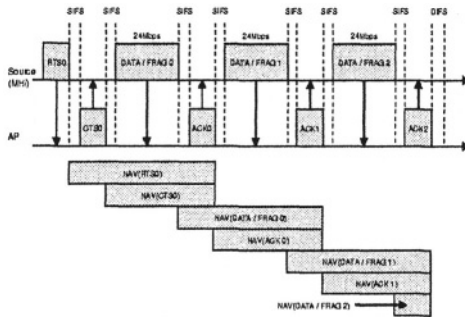 SIFS SIFS SIFS SIFS SIFS SIFS SIFS DIFS
24Mbps 24Mbps 24Mbps
RTS0 DATA / FRAG 0 DATA / FRAG 1 DATA / FRAG 2
Source
(MHi)
CTS0 ACK0 ACK1 ACK2
AP
NAV(RTS0)
NAV(CTS0)
NAV(DATA / FRAG 0)
NAV(ACK 0)
NAV(DATA / FRAG 1)
NAV(ACK 1)
NAV(DATA / FRAG 2)